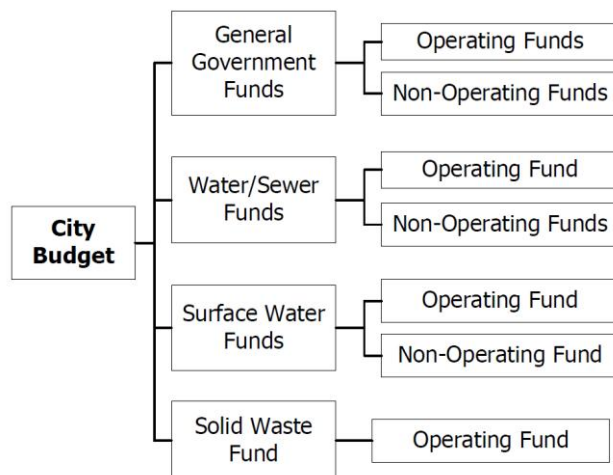 City
Budget
General
Government
Funds
Operating Funds
Non-Operating Funds
Water/Sewer
Funds
Operating Fund
Non-Operating Funds
Surface Water
Funds
Operating Fund
Non-Operating Fund
Solid Waste
Fund
Operating Fund